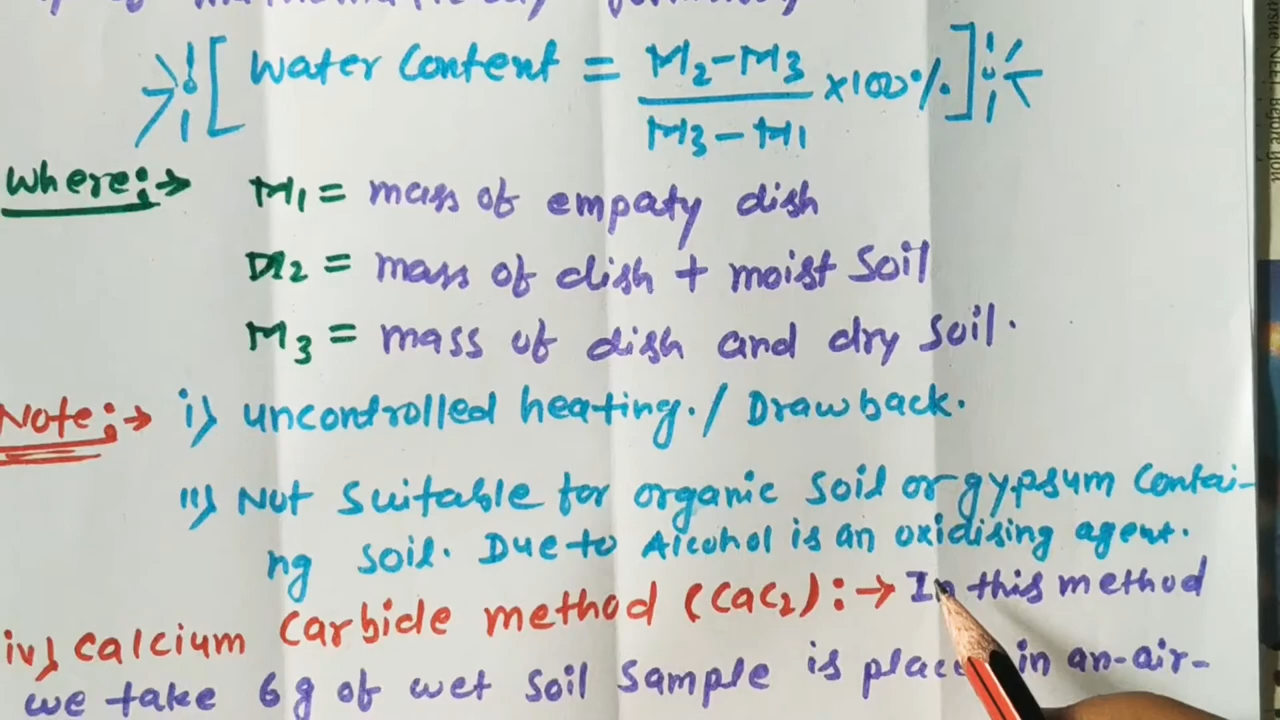 [ Water Content = M2-M3 / M3-M1 ×100%. ]
Where:→ M1 = mass of empaty dish
M2 = mass of dish + moist soil
M3 = mass of dish and dry soil.
Note:→ i) uncontrolled heating./ Drawback.
ii) Not suitable for organic soil or gypsum contai-
ng soil. Due to Alcohol is an oxidising agent.
iv) Calcium Carbide method (CaC2):→ In this method
we take 6g of wet soil sample is place in an-air-